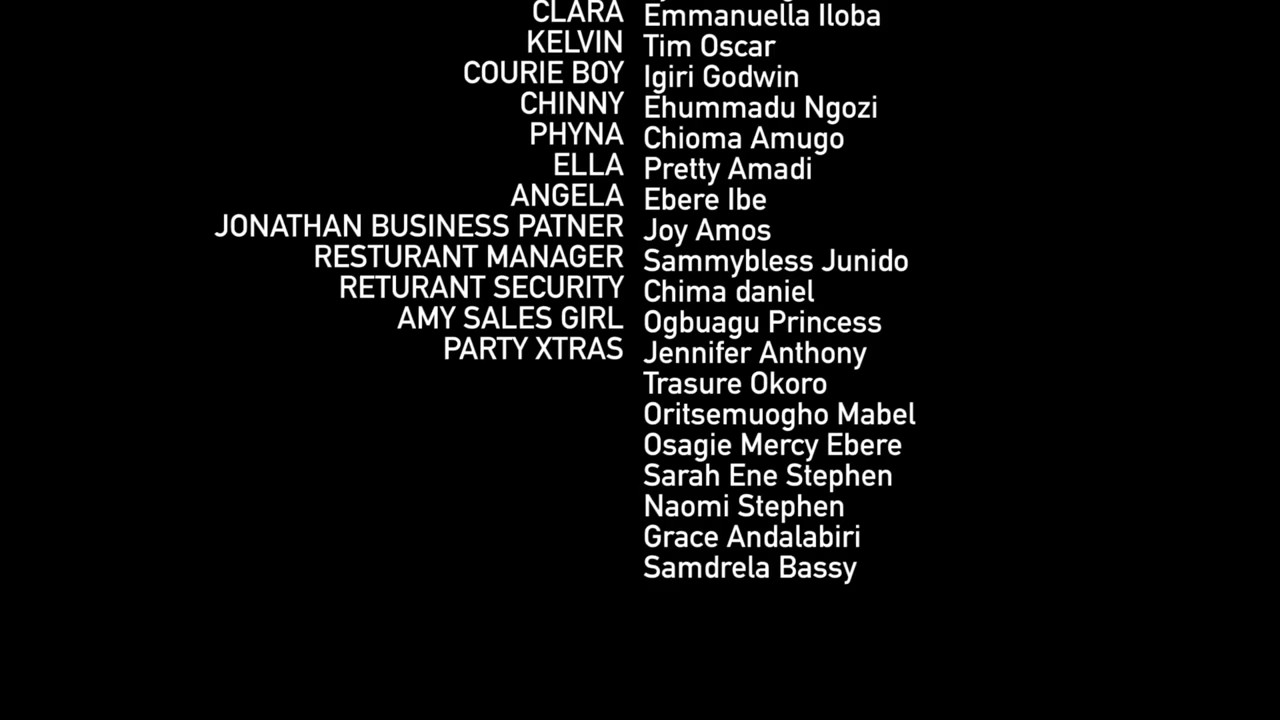 CLARA Emmanuella Iloba
KELVIN Tim Oscar
COURIE BOY Igiri Godwin
CHINNY Ehummadu Ngozi
PHYNA Chioma Amugo
ELLA Pretty Amadi
ANGELA Ebere Ibe
JONATHAN BUSINESS PATNER Joy Amos
RESTURANT MANAGER Sammybless Junido
RETURANT SECURITY Chima daniel
AMY SALES GIRL Ogbuagu Princess
PARTY XTRAS Jennifer Anthony
Trasure Okoro
Oritsemuogho Mabel
Osagie Mercy Ebere
Sarah Ene Stephen
Naomi Stephen
Grace Andalabiri
Samdrela Bassy